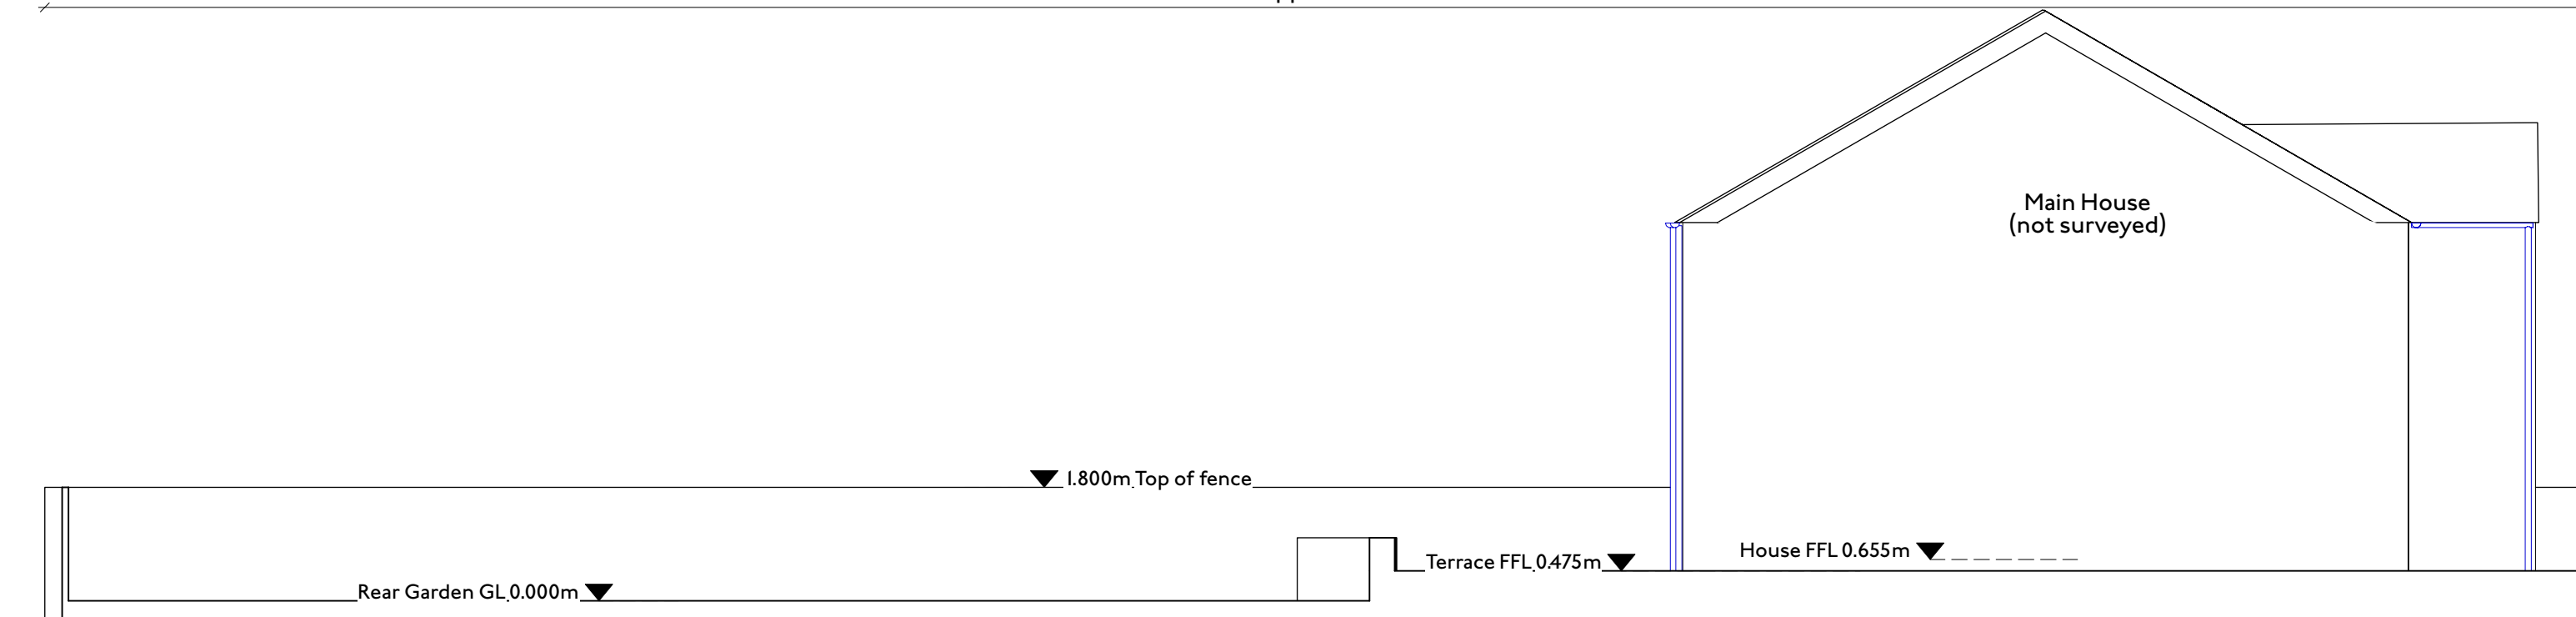 Main House
(not surveyed)
1.800m Top of fence
House FFL 0.655m
Terrace FFL 0.475m
Rear Garden GL 0.000m